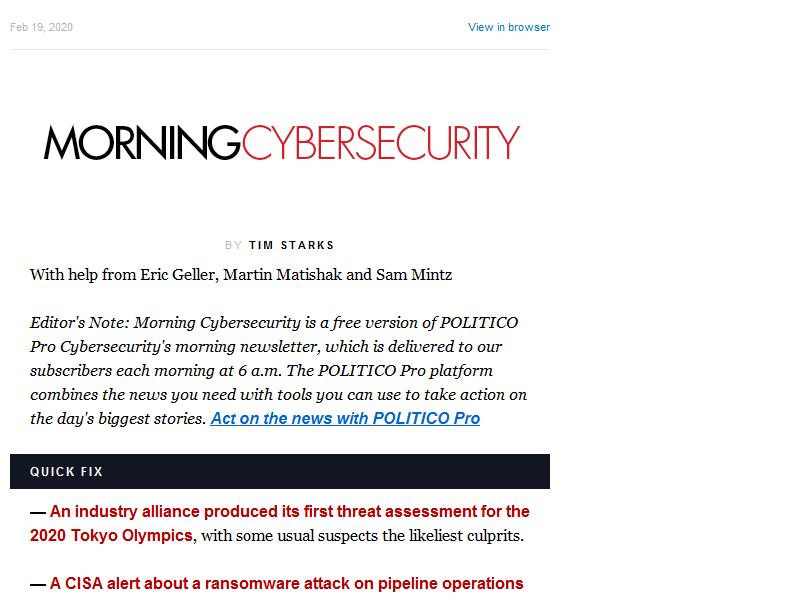 Feb 19, 2020
View in browser
MORNINGCYBERSECURITY
BY TIM STARKS
With help from Eric Geller, Martin Matishak and Sam Mintz
Editor's Note: Morning Cybersecurity is a free version of POLITICO
Pro Cybersecurity's morning newsletter, which is delivered to our
subscribers each morning at 6 a.m. The POLITICO Pro platform
combines the news you need with tools you can use to take action on
the day's biggest stories. Act on the news with POLITICO Pro
QUICK FIX
— An industry alliance produced its first threat assessment for the
2020 Tokyo Olympics, with some usual suspects the likeliest culprits.
— A CISA alert about a ransomware attack on pipeline operations